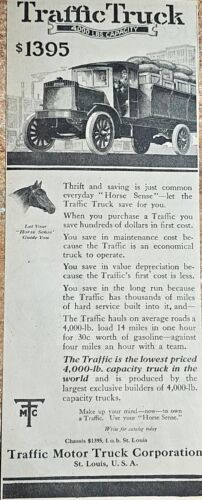 Traffic Truck
4,000 LBS. CAPACITY
$1395
Let Your
"Horse Sense"
Guide You
Thrift and saving is just common
everyday "Horse Sense"—let the
Traffic Truck save for you.
When you purchase a Traffic you
save hundreds of dollars in first cost.
You save in maintenance cost be-
cause the Traffic is an economical
truck to operate.
You save in value depreciation be-
cause the Traffic's first cost is less.
You save in the long run because
the Traffic has thousands of miles
of hard service built into it, and—
The Traffic hauls on average roads a
4,000-lb. load 14 miles in one hour
for 30c worth of gasoline—against
four miles an hour with a team.
The Traffic is the lowest priced
4,000-lb. capacity truck in the
world and is produced by the
largest exclusive builders of 4,000-lb.
capacity trucks.
TMC
Make up your mind—now—to own
a Traffic. Use your "Horse Sense."
Write for catalog today
Chassis $1395, f. o. b. St. Louis
Traffic Motor Truck Corporation
St. Louis, U. S. A.